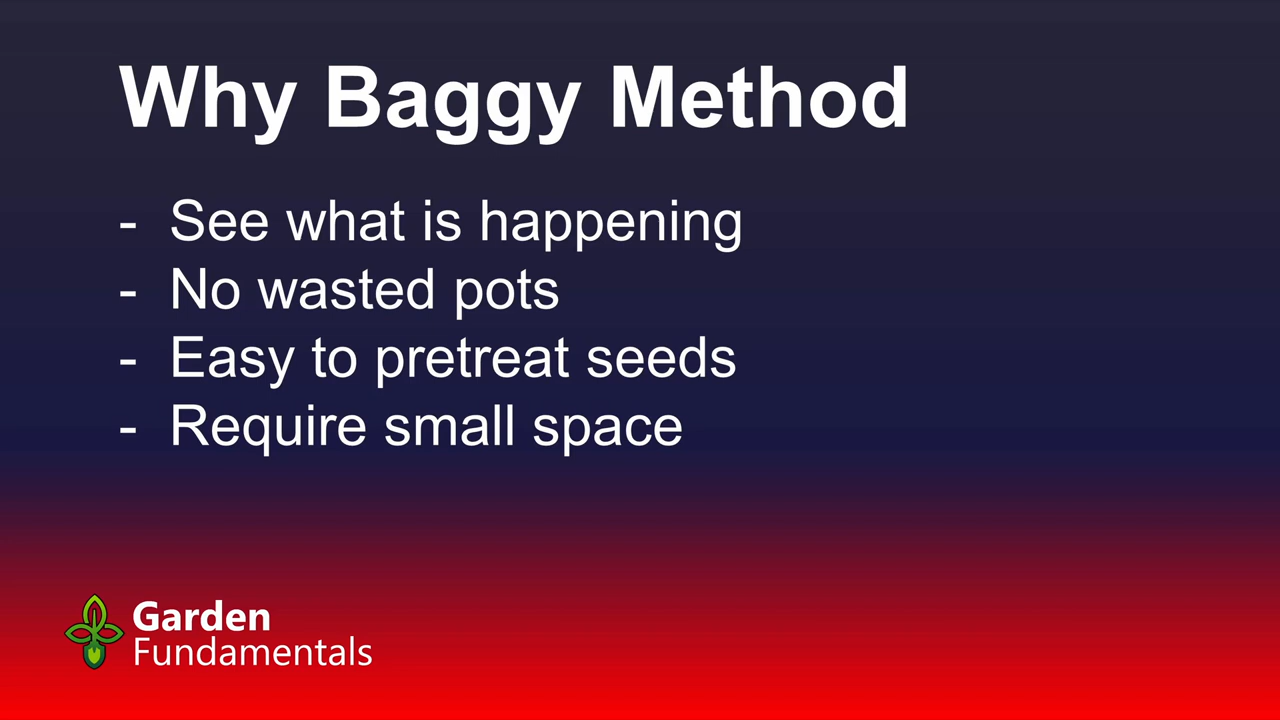 Why Baggy Method
- See what is happening
- No wasted pots
- Easy to pretreat seeds
- Require small space
Garden
Fundamentals